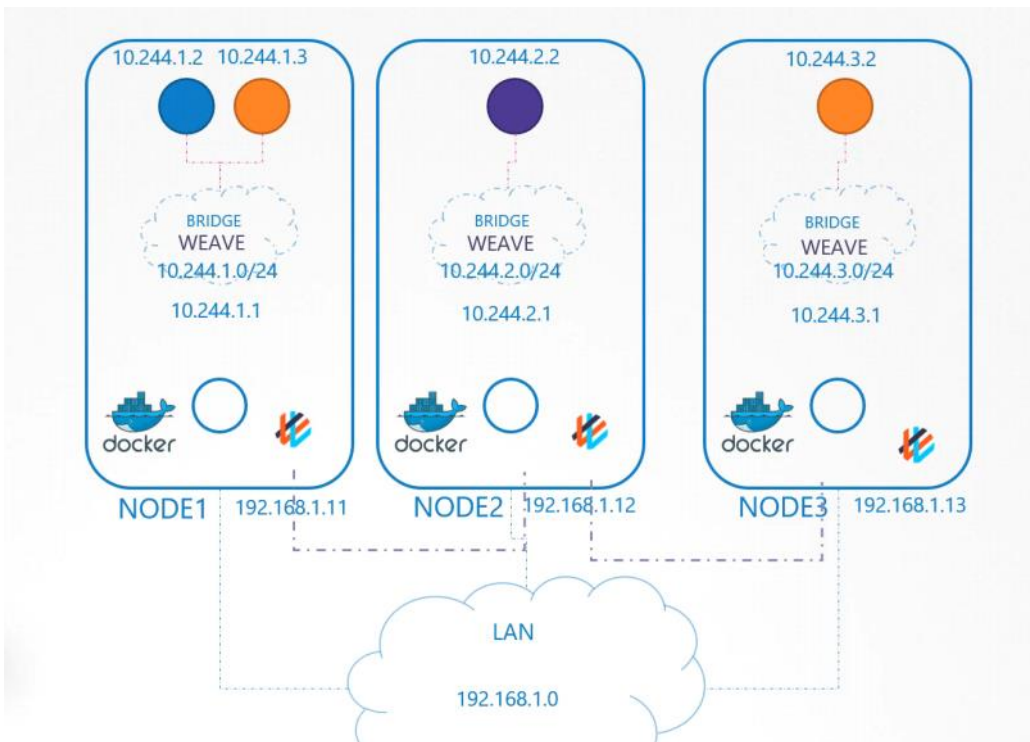 10.244.1.2 10.244.1.3
BRIDGE
WEAVE
10.244.1.0/24
10.244.1.1
docker
NODE1
192.168.1.11
10.244.2.2
BRIDGE
WEAVE
10.244.2.0/24
10.244.2.1
docker
NODE2
192.168.1.12
10.244.3.2
BRIDGE
WEAVE
10.244.3.0/24
10.244.3.1
docker
NODE3
192.168.1.13
LAN
192.168.1.0